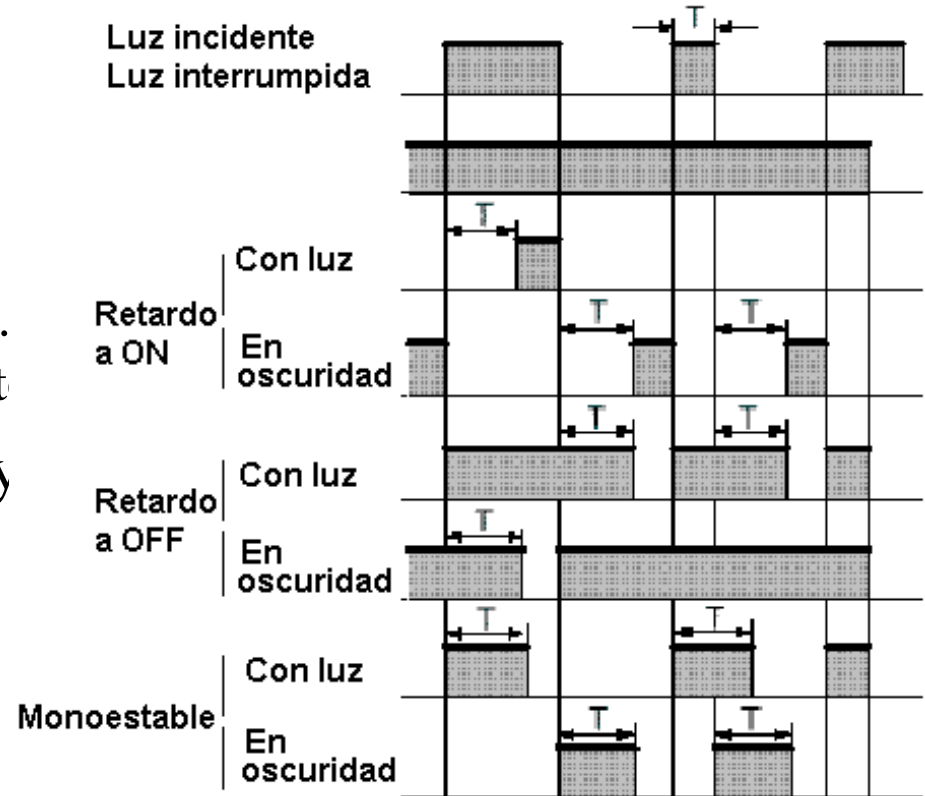 T
Luz incidente
Luz interrumpida
T
Con luz
Retardo
a ON
T
T
En
oscuridad
T
T
Con luz
Retardo
a OFF
T
En
oscuridad
T
T
Con luz
Monoestable
T
T
En
oscuridad